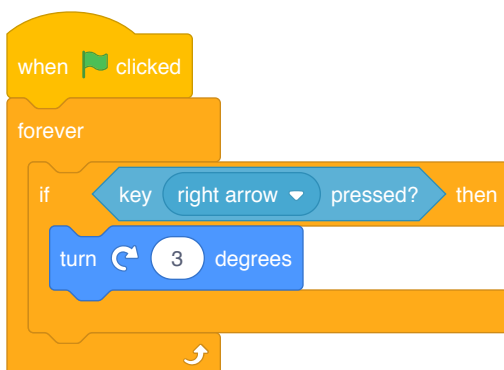 when clicked
forever
if key right arrow pressed? then
turn 3 degrees